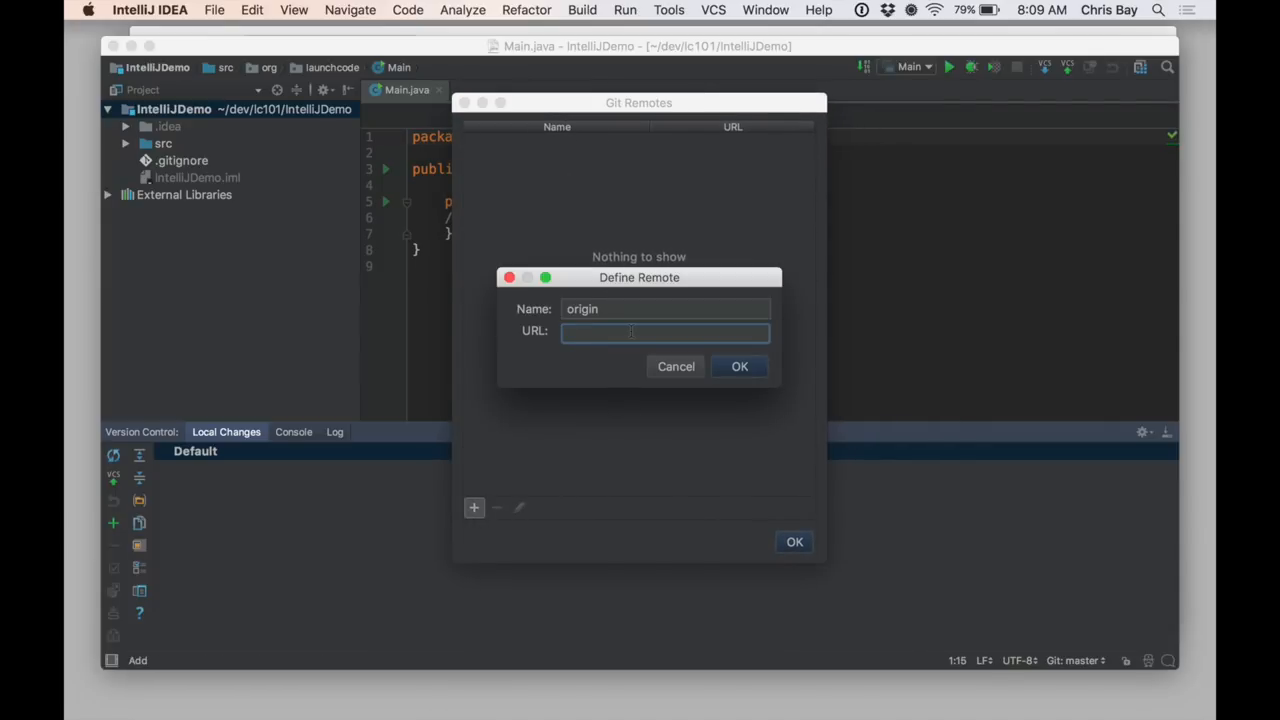 IntelliJ IDEA File Edit View Navigate Code Analyze Refactor Build Run Tools VCS Window Help 79% 8:09 AM Chris Bay
Main.java - IntelliJDemo - [~/dev/lc101/IntelliJDemo]
IntelliJDemo src org launchcode Main Main VCS VCS
Project Main.java
IntelliJDemo ~/dev/lc101/IntelliJDemo
.idea
src
.gitignore
IntelliJDemo.iml
External Libraries
1 packa
2
3 publi
4
5 p
6 /
7 }
8 }
9
Git Remotes
Name URL
Nothing to show
Define Remote
Name: origin
URL:
Cancel OK
OK
Version Control: Local Changes Console Log
Default
VCS
Add 1:15 LF UTF-8 Git: master